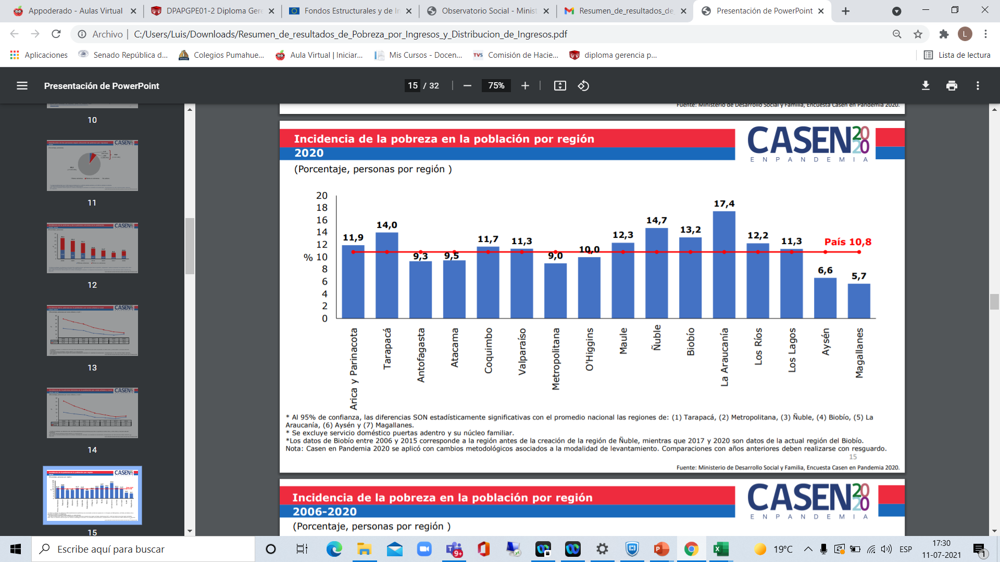 Appoderado - Aulas Virtual
DPAPGPE01-2 Diploma Gere
Fondos Estructurales y de In
Observatorio Social - Minist
Resumen_de_resultados_de
Presentación de PowerPoint
Archivo
C:/Users/Luis/Downloads/Resumen_de_resultados_de_Pobreza_por_Ingresos_y_Distribucion_de_Ingresos.pdf
L
Aplicaciones
Senado República d...
Colegios Pumahue...
Aula Virtual | Iniciar...
Mis Cursos - Docen...
TVS
Comisión de Hacie...
diploma gerencia p...
Lista de lectura
Presentación de PowerPoint
15 / 32
75%
10
11
12
13
14
15
Fuente: Ministerio de Desarrollo Social y Familia, Encuesta Casen en Pandemia 2020.
Incidencia de la pobreza en la población por región
2020
CASEN 2020
EN PANDEMIA
(Porcentaje, personas por región )
%
20
18
16
14
12
10
8
6
4
2
0
11,9
14,0
9,3
9,5
11,7
11,3
9,0
10,0
12,3
14,7
13,2
17,4
12,2
11,3
6,6
5,7
País 10,8
Arica y Parinacota
Tarapacá
Antofagasta
Atacama
Coquimbo
Valparaíso
Metropolitana
O'Higgins
Maule
Ñuble
Biobío
La Araucanía
Los Ríos
Los Lagos
Aysén
Magallanes
* Al 95% de confianza, las diferencias SON estadísticamente significativas con el promedio nacional las regiones de: (1) Tarapacá, (2) Metropolitana, (3) Ñuble, (4) Biobío, (5) La
Araucanía, (6) Aysén y (7) Magallanes.
* Se excluye servicio doméstico puertas adentro y su núcleo familiar.
*Los datos de Biobío entre 2006 y 2015 corresponde a la región antes de la creación de la región de Ñuble, mientras que 2017 y 2020 son datos de la actual región del Biobío.
Nota: Casen en Pandemia 2020 se aplicó con cambios metodológicos asociados a la modalidad de levantamiento. Comparaciones con años anteriores deben realizarse con resguardo.
15
Fuente: Ministerio de Desarrollo Social y Familia, Encuesta Casen en Pandemia 2020.
Incidencia de la pobreza en la población por región
2006-2020
CASEN 2020
EN PANDEMIA
(Porcentaje, personas por región )
Escribe aquí para buscar
9+
19°C
ESP
17:30
11-07-2021
1